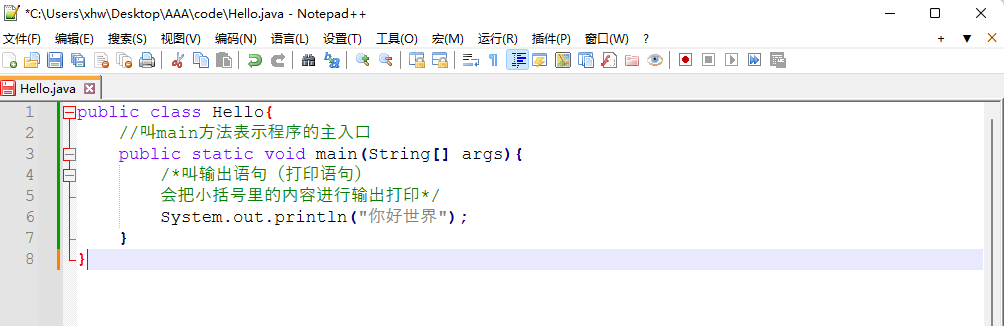 *C:\Users\xhw\Desktop\AAA\code\Hello.java - Notepad++
文件(F) 编辑(E) 搜索(S) 视图(V) 编码(N) 语言(L) 设置(T) 工具(O) 宏(M) 运行(R) 插件(P) 窗口(W) ? + ▼ X
Hello.java
1 public class Hello{
2 //叫main方法表示程序的主入口
3 public static void main(String[] args){
4 /*叫输出语句（打印语句）
5 会把小括号里的内容进行输出打印*/
6 System.out.println("你好世界");
7 }
8 }